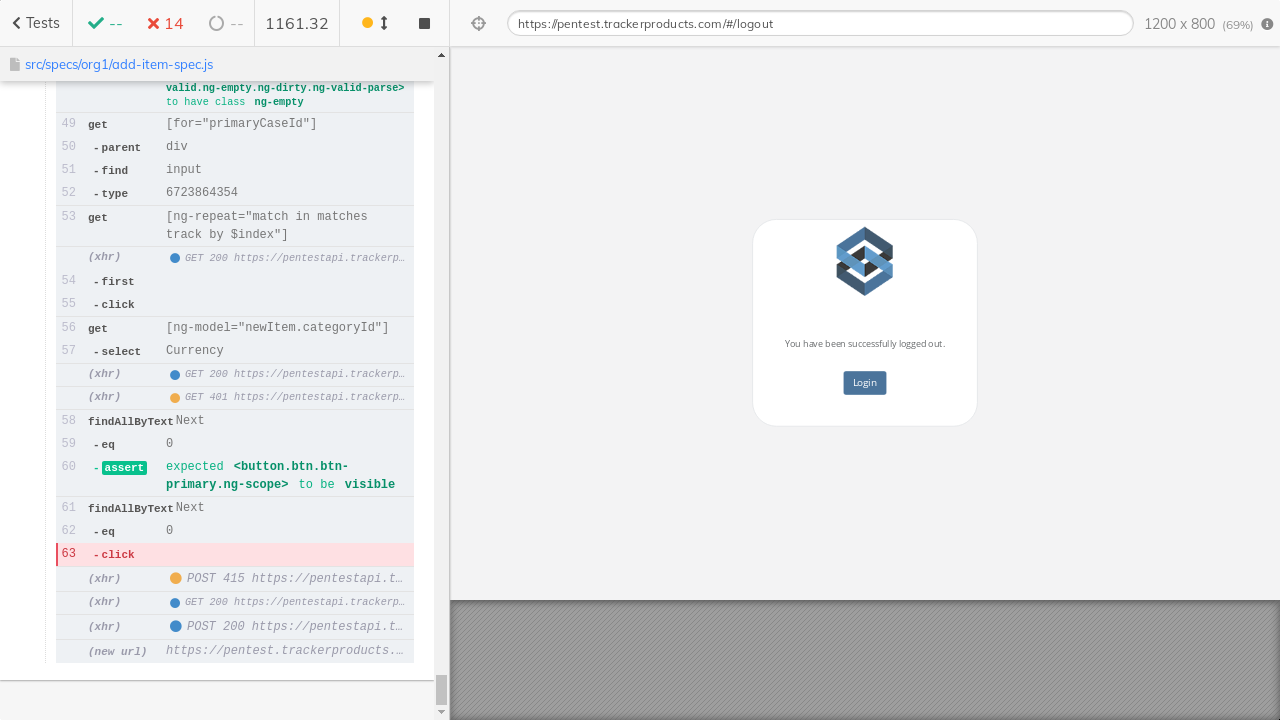 Tests
--
14
--
1161.32
https://pentest.trackerproducts.com/#/logout
1200 x 800 (69%)
src/specs/org1/add-item-spec.js
valid.ng-empty.ng-dirty.ng-valid-parse>
to have class ng-empty
49 get [for="primaryCaseId"]
50 -parent div
51 -find input
52 -type 6723864354
53 get [ng-repeat="match in matches
track by $index"]
(xhr) GET 200 https://pentestapi.trackerp…
54 -first
55 -click
56 get [ng-model="newItem.categoryId"]
57 -select Currency
(xhr) GET 200 https://pentestapi.trackerp…
(xhr) GET 401 https://pentestapi.trackerp…
58 findAllByText Next
59 -eq 0
60 -assert expected <button.btn.btn-
primary.ng-scope> to be visible
61 findAllByText Next
62 -eq 0
63 -click
(xhr) POST 415 https://pentestapi.t…
(xhr) GET 200 https://pentestapi.trackerp…
(xhr) POST 200 https://pentestapi.t…
(new url) https://pentest.trackerproducts.…
You have been successfully logged out.
Login